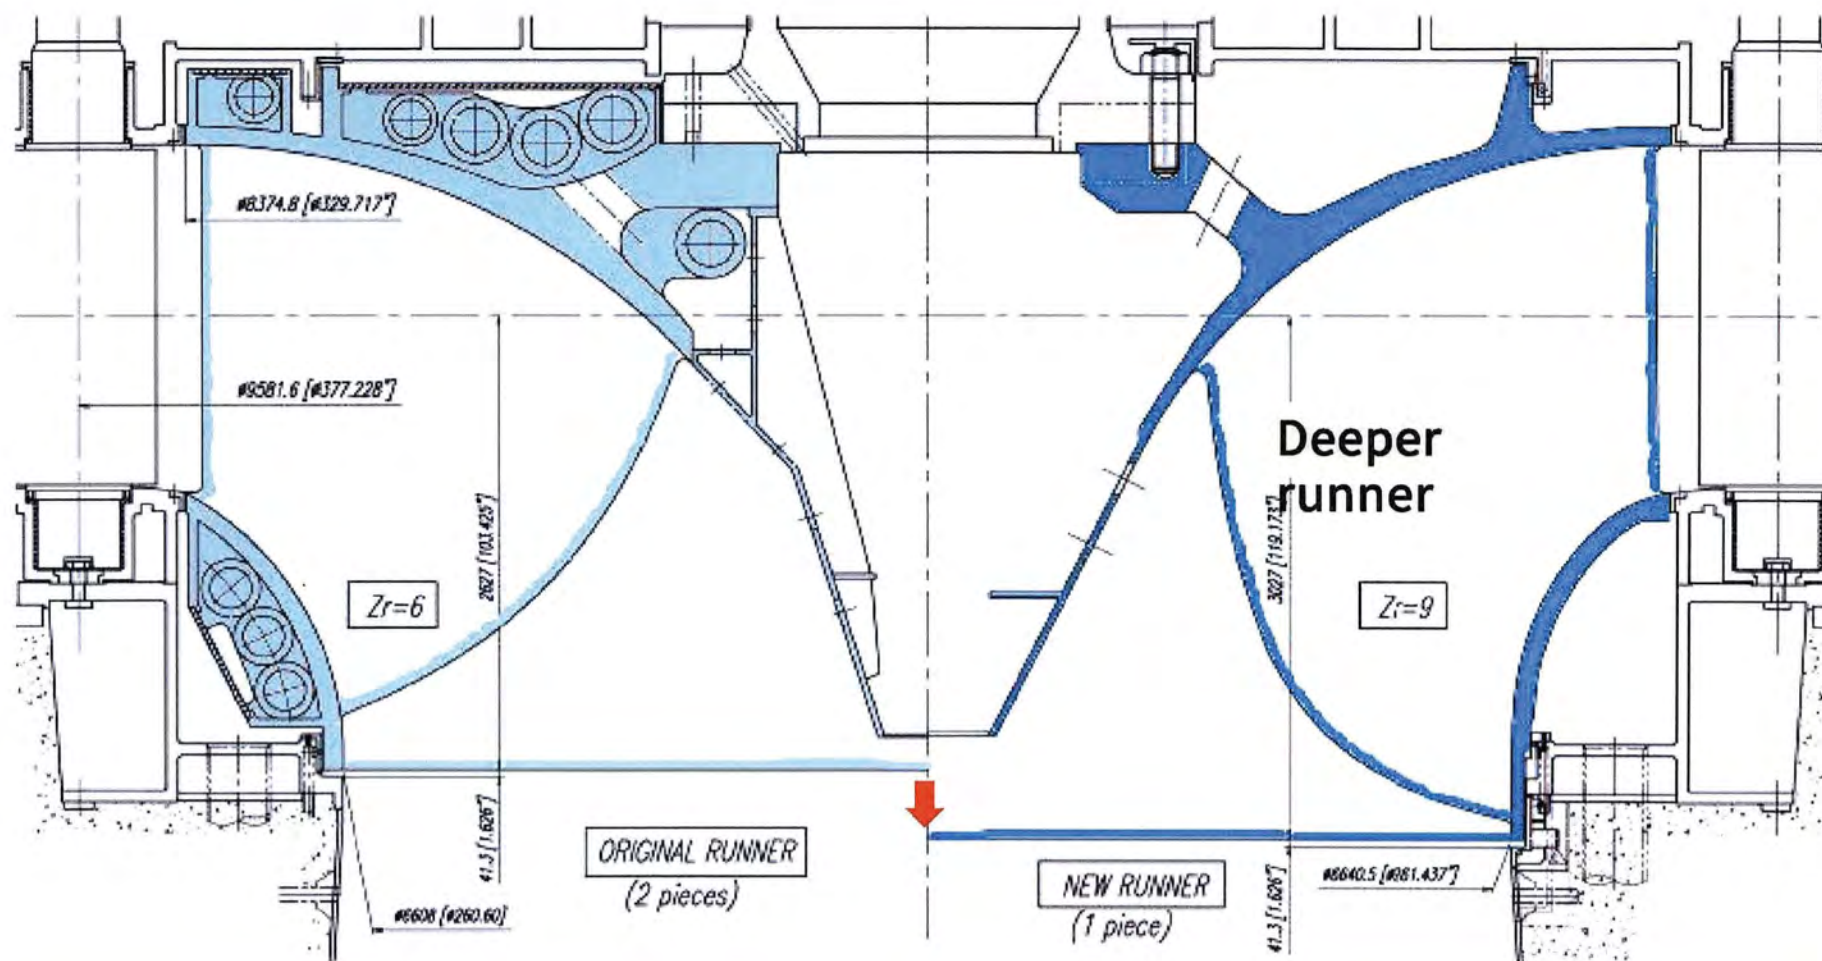 ø8374.8 [ø329.717"]
ø9581.6 [ø377.228"]
Deeper
runner
2627 [103.425"]
3027 [119.173"]
Zr=6
Zr=9
41.3 [1.626"]
ORIGINAL RUNNER
(2 pieces)
NEW RUNNER
(1 piece)
ø6608 [ø260.60]
ø6640.5 [ø261.437"]
41.3 [1.626"]